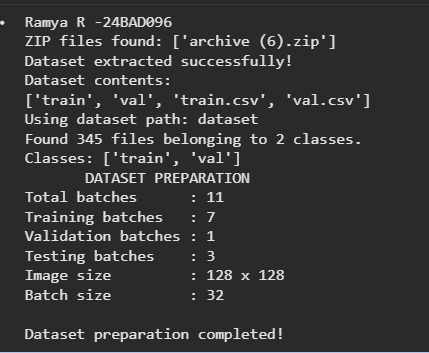 Ramya R -24BAD096
ZIP files found: ['archive (6).zip']
Dataset extracted successfully!
Dataset contents:
['train', 'val', 'train.csv', 'val.csv']
Using dataset path: dataset
Found 345 files belonging to 2 classes.
Classes: ['train', 'val']
DATASET PREPARATION
Total batches : 11
Training batches : 7
Validation batches : 1
Testing batches : 3
Image size : 128 x 128
Batch size : 32
Dataset preparation completed!